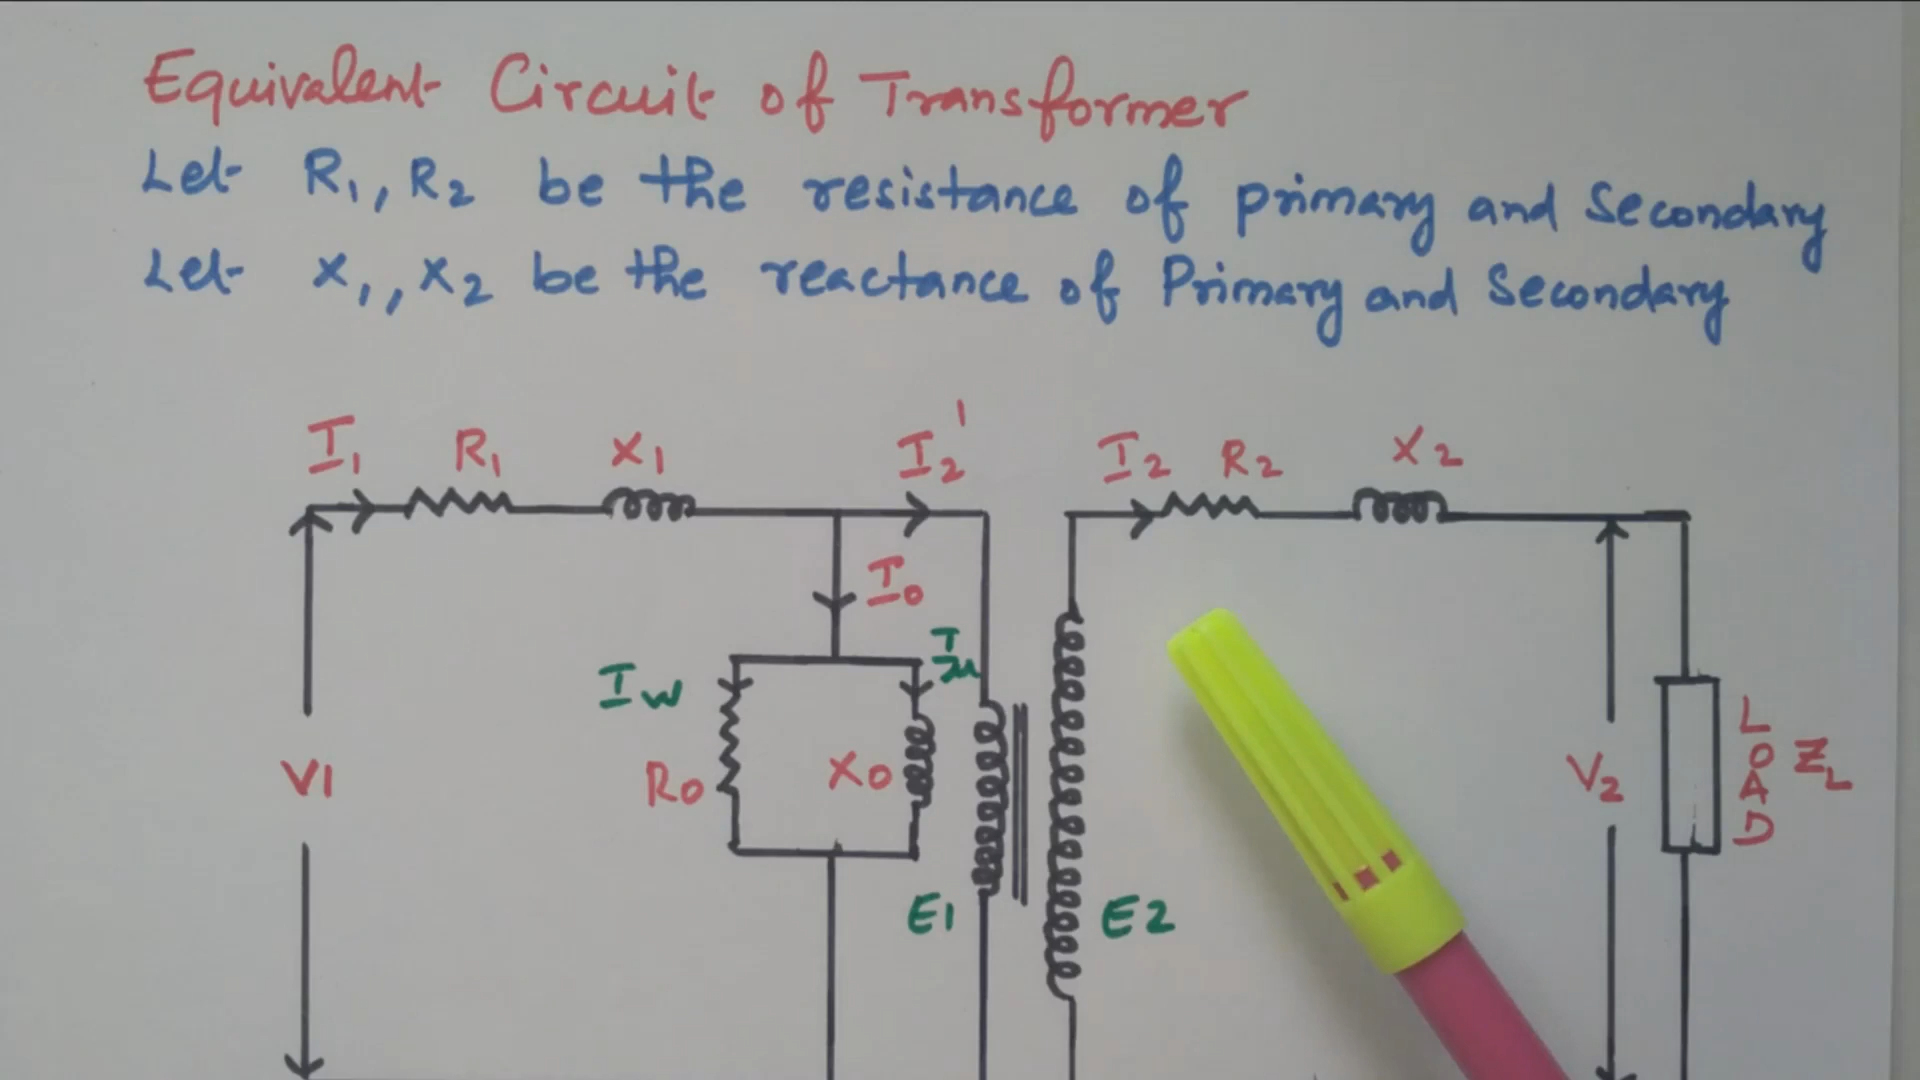 Equivalent Circuit of Transformer
Let R1, R2 be the resistance of primary and Secondary
Let X1, X2 be the reactance of Primary and Secondary
I1 R1 X1 I2' I2 R2 X2
I0
Iw Iμ
V1 R0 X0 V2 LOAD ZL
E1 E2